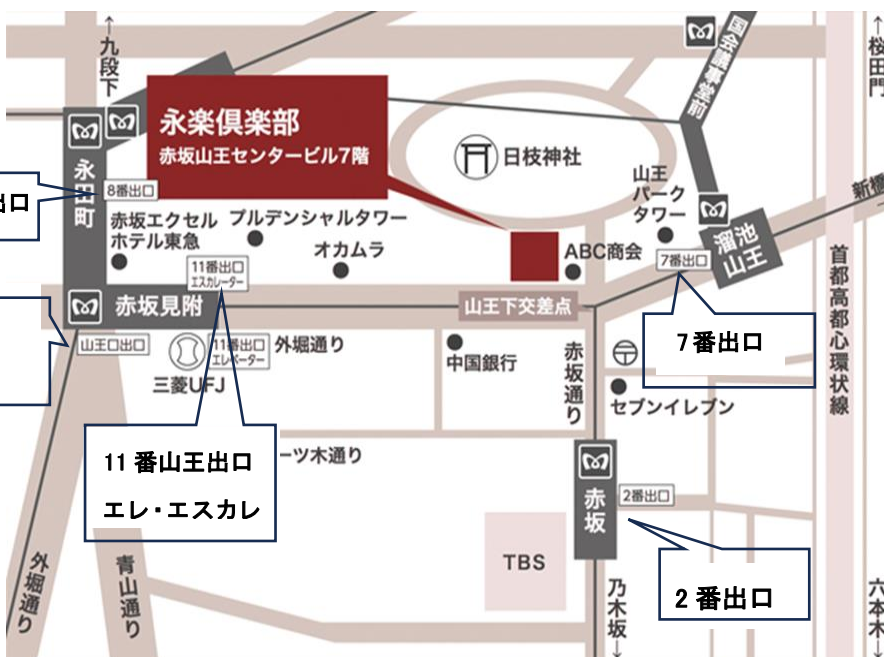 ↑九段下
国会議事堂前
↑桜田門
永楽倶楽部
赤坂山王センタービル7階
日枝神社
永田町
8番出口
出口
山王
パーク
タワー
新橋
赤坂エクセル
ホテル東急
プルデンシャルタワー
オカムラ
ABC商会
溜池
山王
7番出口
11番出口
エスカレーター
首都高都心環状線
赤坂見附
山王下交差点
7番出口
山王口出口
11番出口
エレベーター
外堀通り
三菱UFJ
中国銀行
赤坂通り
セブンイレブン
11番山王出口
エレ・エスカレ
ーツ木通り
赤坂
2番出口
TBS
2番出口
外堀通り
青山通り
乃木坂→
六本木→